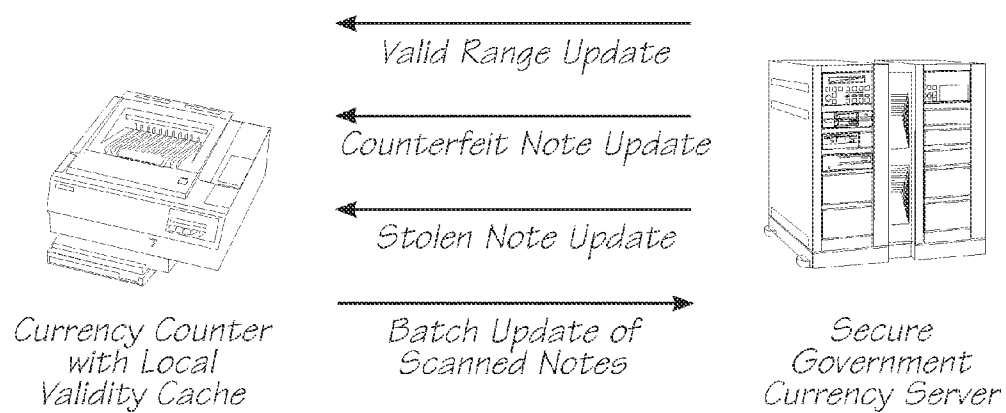 Valid Range Update
Counterfeit Note Update
Stolen Note Update
Batch Update of
Scanned Notes
Currency Counter
with Local
Validity Cache
Secure
Government
Currency Server